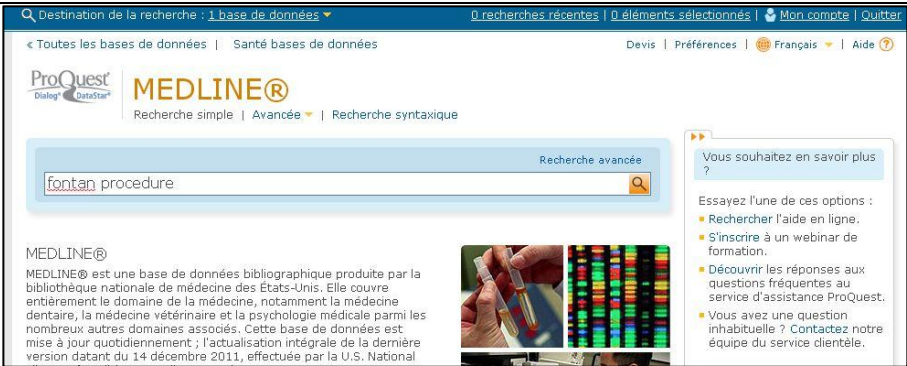 Destination de la recherche : 1 base de données
0 recherches récentes | 0 éléments sélectionnés | Mon compte | Quitter
« Toutes les bases de données | Santé bases de données
Devis | Préférences | Français | Aide ?
ProQuest
Dialog® DataStar®
MEDLINE®
Recherche simple | Avancée | Recherche syntaxique
Recherche avancée
fontan procedure
MEDLINE®
MEDLINE® est une base de données bibliographique produite par la
bibliothèque nationale de médecine des États-Unis. Elle couvre
entièrement le domaine de la médecine, notamment la médecine
dentaire, la médecine vétérinaire et la psychologie médicale parmi les
nombreux autres domaines associés. Cette base de données est
mise à jour quotidiennement ; l'actualisation intégrale de la dernière
version datant du 14 décembre 2011, effectuée par la U.S. National
Vous souhaitez en savoir plus
?
Essayez l'une de ces options :
Rechercher l'aide en ligne.
S'inscrire à un webinar de
formation.
Découvrir les réponses aux
questions fréquentes au
service d'assistance ProQuest.
Vous avez une question
inhabituelle ? Contactez notre
équipe du service clientèle.